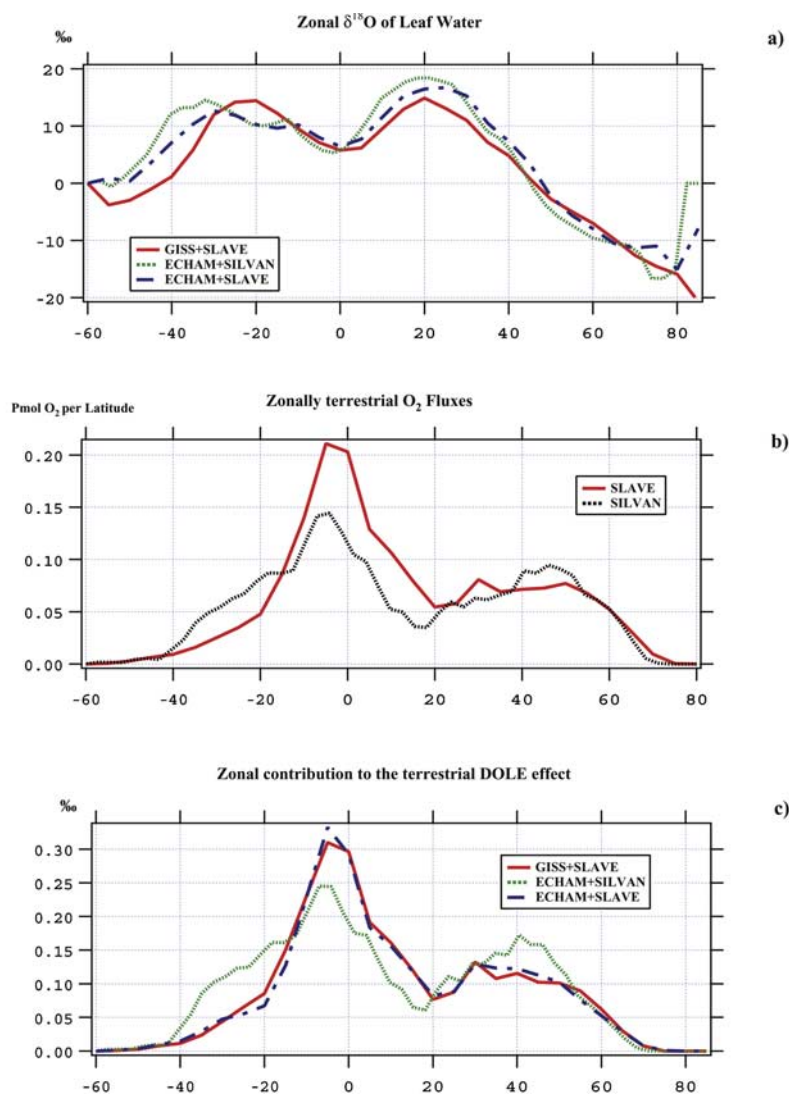 Zonal δ¹⁸O of Leaf Water
‰
a)
20
10
0
-10
-20
GISS+SLAVE
ECHAM+SILVAN
ECHAM+SLAVE
-60 -40 -20 0 20 40 60 80
Zonally terrestrial O₂ Fluxes
Pmol O₂ per Latitude
b)
0.20
0.15
0.10
0.05
0.00
SLAVE
SILVAN
-60 -40 -20 0 20 40 60 80
Zonal contribution to the terrestrial DOLE effect
‰
c)
0.30
0.25
0.20
0.15
0.10
0.05
0.00
GISS+SLAVE
ECHAM+SILVAN
ECHAM+SLAVE
-60 -40 -20 0 20 40 60 80